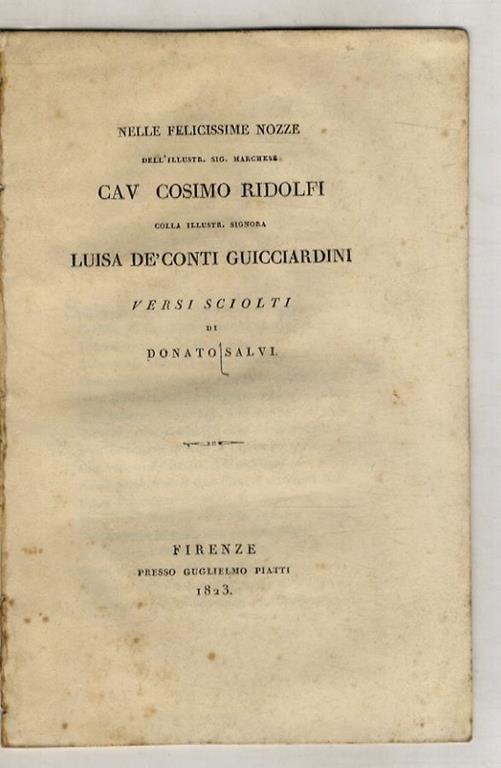 NELLE FELICISSIME NOZZE
DELL'ILLUSTR. SIG. MARCHESE
CAV COSIMO RIDOLFI
COLLA ILLUSTR. SIGNORA
LUISA DE' CONTI GUICCIARDINI
VERSI SCIOLTI
DI
DONATO SALVI.
FIRENZE
PRESSO GUGLIELMO PIATTI
1823.